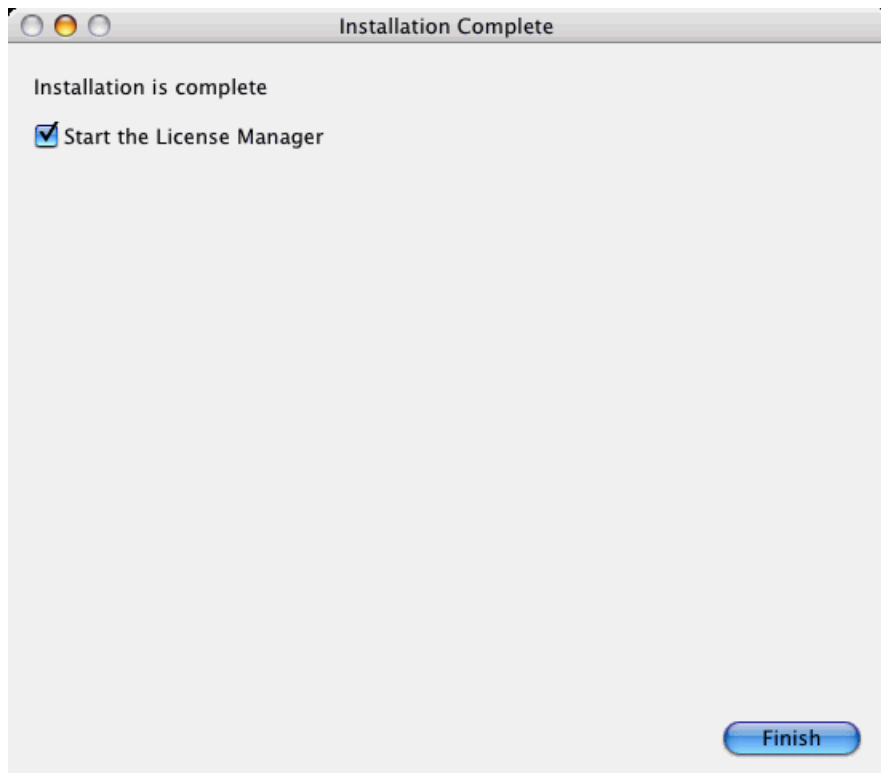 Installation Complete
Installation is complete
Start the License Manager
Finish